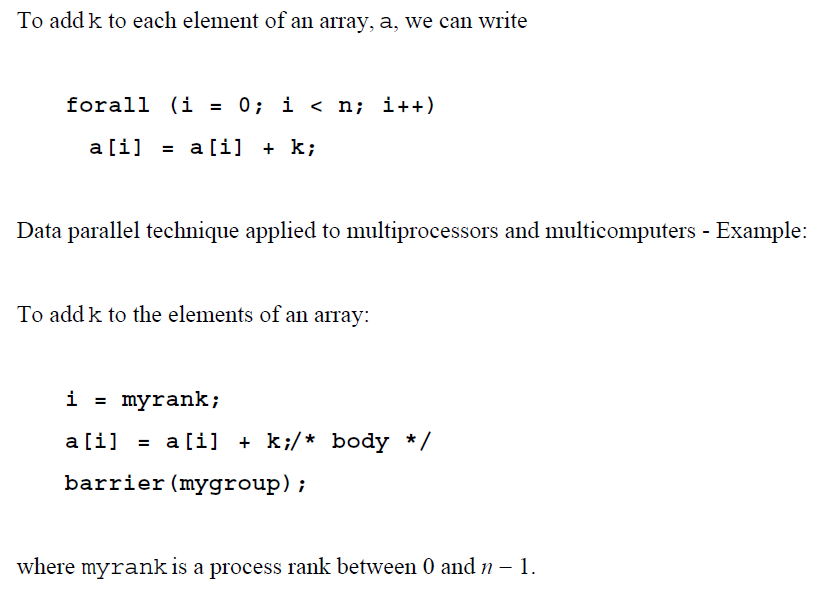 To add k to each element of an array, a, we can write
forall (i = 0; i < n; i++)
a[i] = a[i] + k;
Data parallel technique applied to multiprocessors and multicomputers - Example:
To add k to the elements of an array:
i = myrank;
a[i] = a[i] + k;/* body */
barrier(mygroup);
where myrank is a process rank between 0 and n − 1.